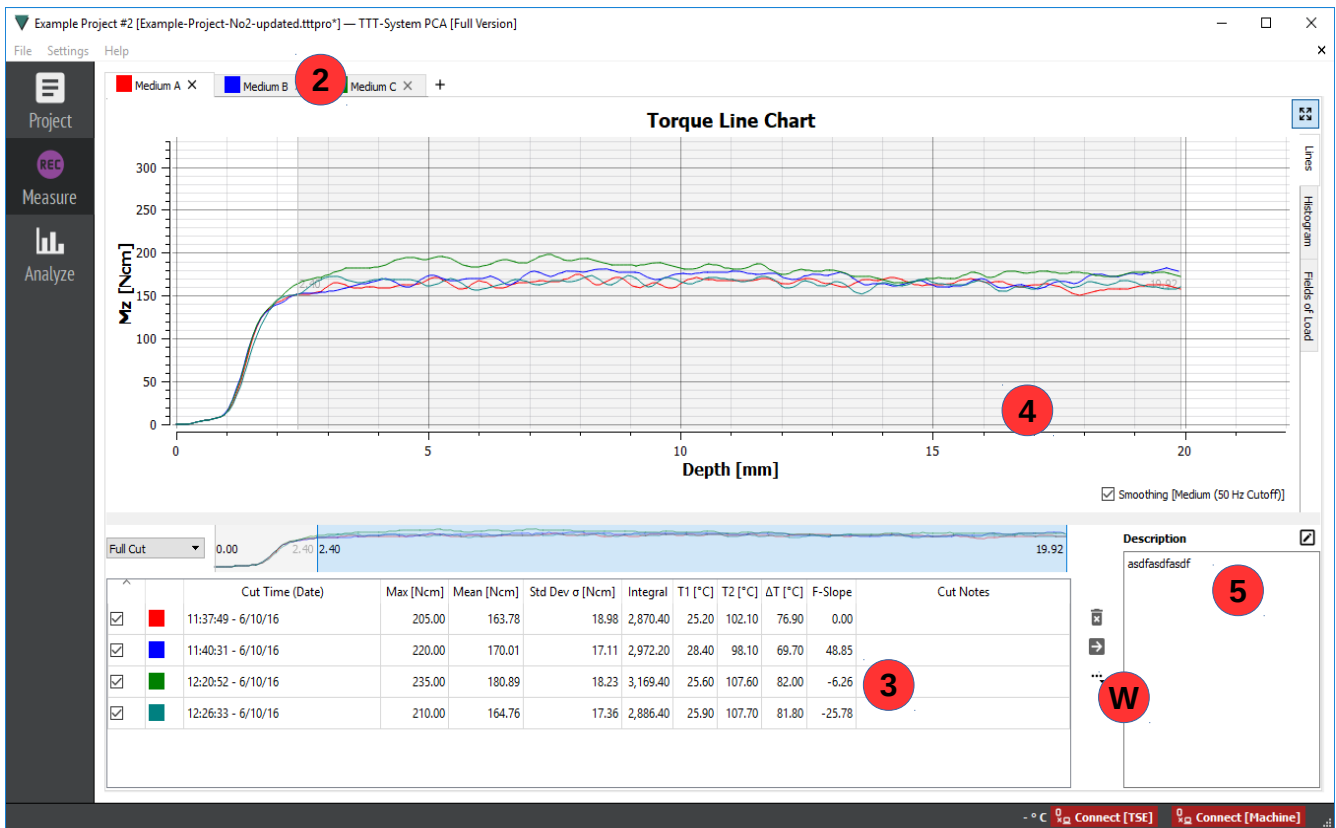 Example Project #2 [Example-Project-No2-updated.tttpro*] — TTT-System PCA [Full Version]
File Settings Help
Medium A
Medium B
2
Medium C
+
Project
REC
Measure
Analyze
Torque Line Chart
Lines
Histogram
Fields of Load
Mz [Ncm]
300
250
200
150
100
50
0
2.40
19.92
4
0 5 10 15 20
Depth [mm]
Smoothing [Medium (50 Hz Cutoff)]
Full Cut
0.00 2.40 2.40 19.92
Description
asdfasdfasdf
5
Cut Time (Date) Max [Ncm] Mean [Ncm] Std Dev σ [Ncm] Integral T1 [°C] T2 [°C] ΔT [°C] F-Slope Cut Notes
11:37:49 - 6/10/16 205.00 163.78 18.98 2,870.40 25.20 102.10 76.90 0.00
11:40:31 - 6/10/16 220.00 170.01 17.11 2,972.20 28.40 98.10 69.70 48.85
12:20:52 - 6/10/16 235.00 180.89 18.23 3,169.40 25.60 107.60 82.00 -6.26
3
12:26:33 - 6/10/16 210.00 164.76 17.36 2,886.40 25.90 107.70 81.80 -25.78
W
- °C Connect [TSE] Connect [Machine]